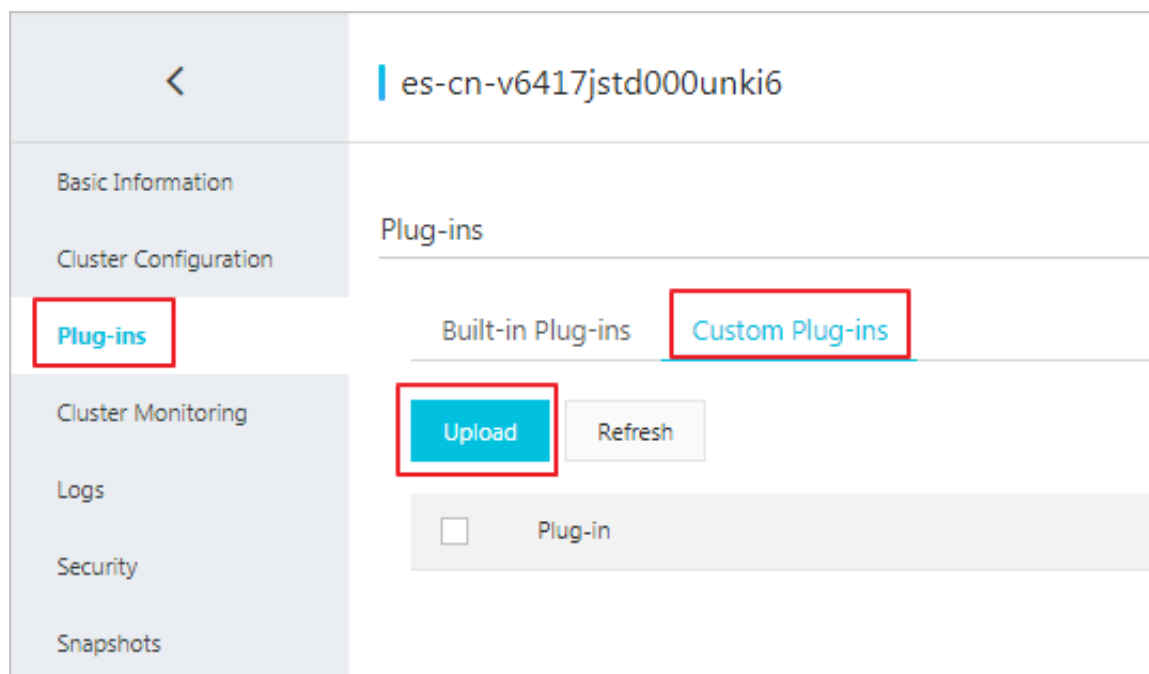 es-cn-v6417jstd000unki6
Basic Information
Cluster Configuration
Plug-ins
Cluster Monitoring
Logs
Security
Snapshots
Plug-ins
Built-in Plug-ins Custom Plug-ins
Upload Refresh
Plug-in